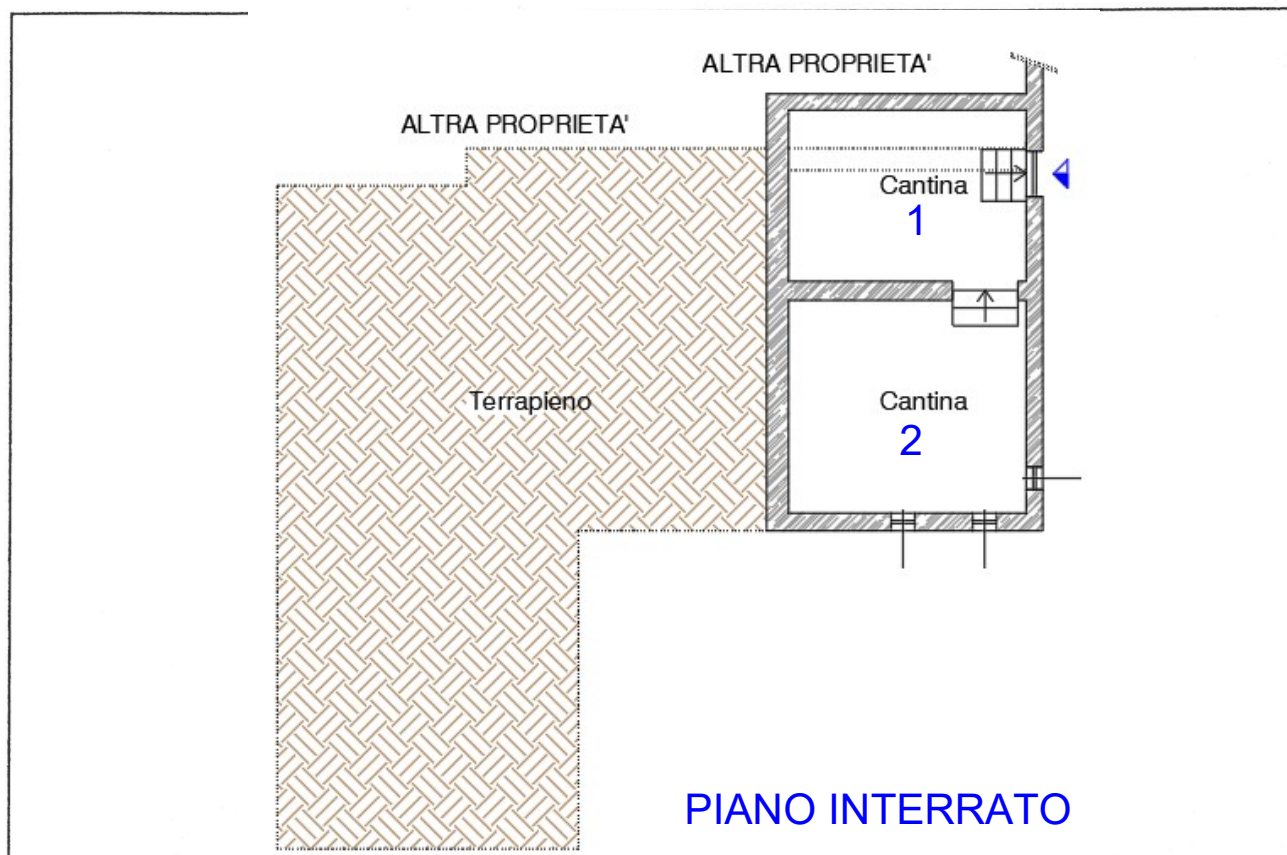 ALTRA PROPRIETA'
ALTRA PROPRIETA'
Cantina
1
Terrapieno
Cantina
2
PIANO INTERRATO